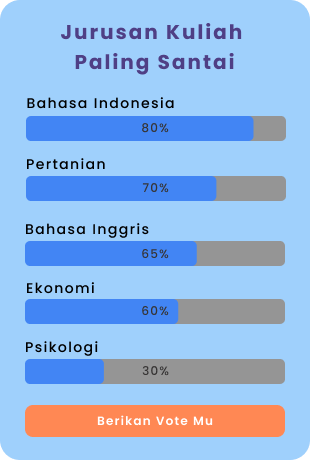 Jurusan Kuliah
Paling Santai
Bahasa Indonesia
80%
Pertanian
70%
Bahasa Inggris
65%
Ekonomi
60%
Psikologi
30%
Berikan Vote Mu